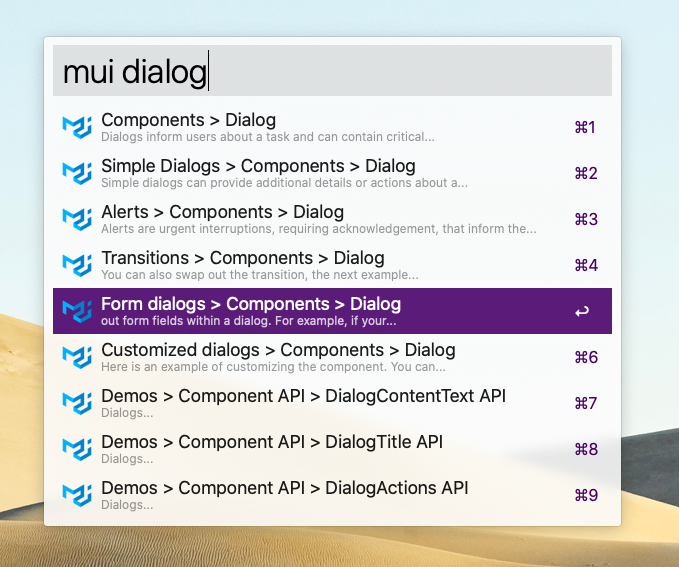 mui dialog
Components > Dialog
Dialogs inform users about a task and can contain critical...
⌘1
Simple Dialogs > Components > Dialog
Simple dialogs can provide additional details or actions about a...
⌘2
Alerts > Components > Dialog
Alerts are urgent interruptions, requiring acknowledgement, that inform the...
⌘3
Transitions > Components > Dialog
You can also swap out the transition, the next example...
⌘4
Form dialogs > Components > Dialog
out form fields within a dialog. For example, if your...
↩
Customized dialogs > Components > Dialog
Here is an example of customizing the component. You can...
⌘6
Demos > Component API > DialogContentText API
Dialogs...
⌘7
Demos > Component API > DialogTitle API
Dialogs...
⌘8
Demos > Component API > DialogActions API
Dialogs...
⌘9